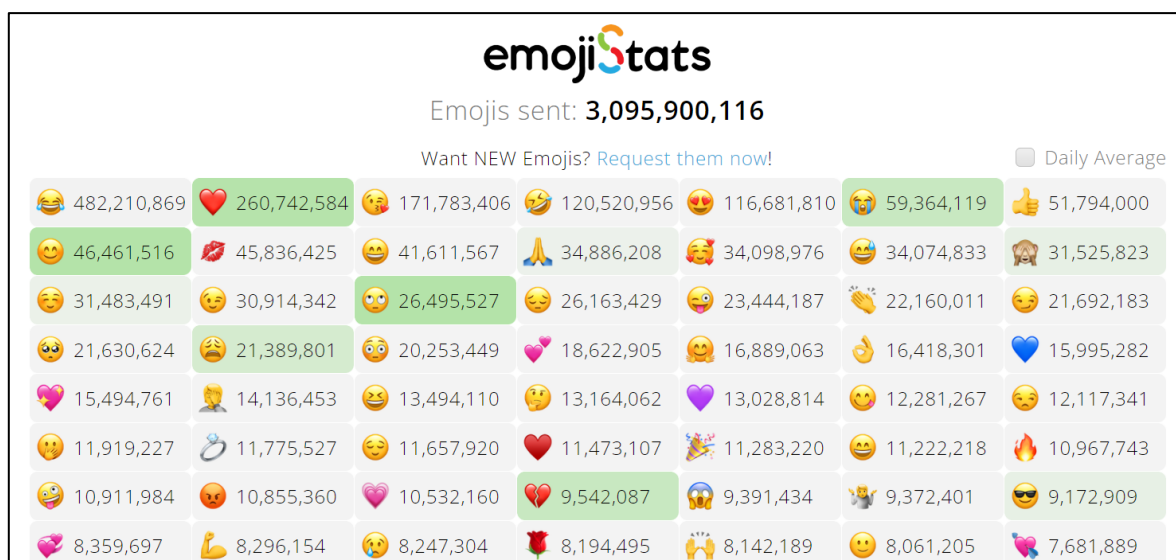 emojiStats
Emojis sent: 3,095,900,116
Want NEW Emojis? Request them now!
Daily Average
482,210,869 260,742,584 171,783,406 120,520,956 116,681,810 59,364,119 51,794,000
46,461,516 45,836,425 41,611,567 34,886,208 34,098,976 34,074,833 31,525,823
31,483,491 30,914,342 26,495,527 26,163,429 23,444,187 22,160,011 21,692,183
21,630,624 21,389,801 20,253,449 18,622,905 16,889,063 16,418,301 15,995,282
15,494,761 14,136,453 13,494,110 13,164,062 13,028,814 12,281,267 12,117,341
11,919,227 11,775,527 11,657,920 11,473,107 11,283,220 11,222,218 10,967,743
10,911,984 10,855,360 10,532,160 9,542,087 9,391,434 9,372,401 9,172,909
8,359,697 8,296,154 8,247,304 8,194,495 8,142,189 8,061,205 7,681,889